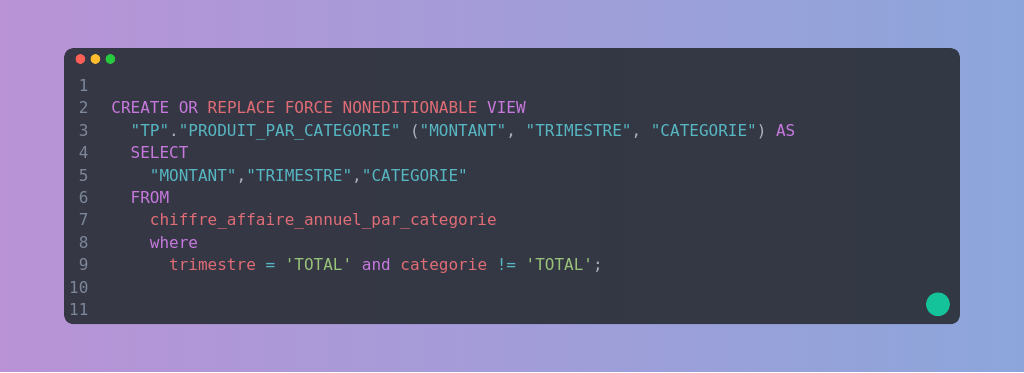 1
2 CREATE OR REPLACE FORCE NONEDITIONABLE VIEW
3 "TP"."PRODUIT_PAR_CATEGORIE" ("MONTANT", "TRIMESTRE", "CATEGORIE") AS
4 SELECT
5 "MONTANT","TRIMESTRE","CATEGORIE"
6 FROM
7 chiffre_affaire_annuel_par_categorie
8 where
9 trimestre = 'TOTAL' and categorie != 'TOTAL';
10
11